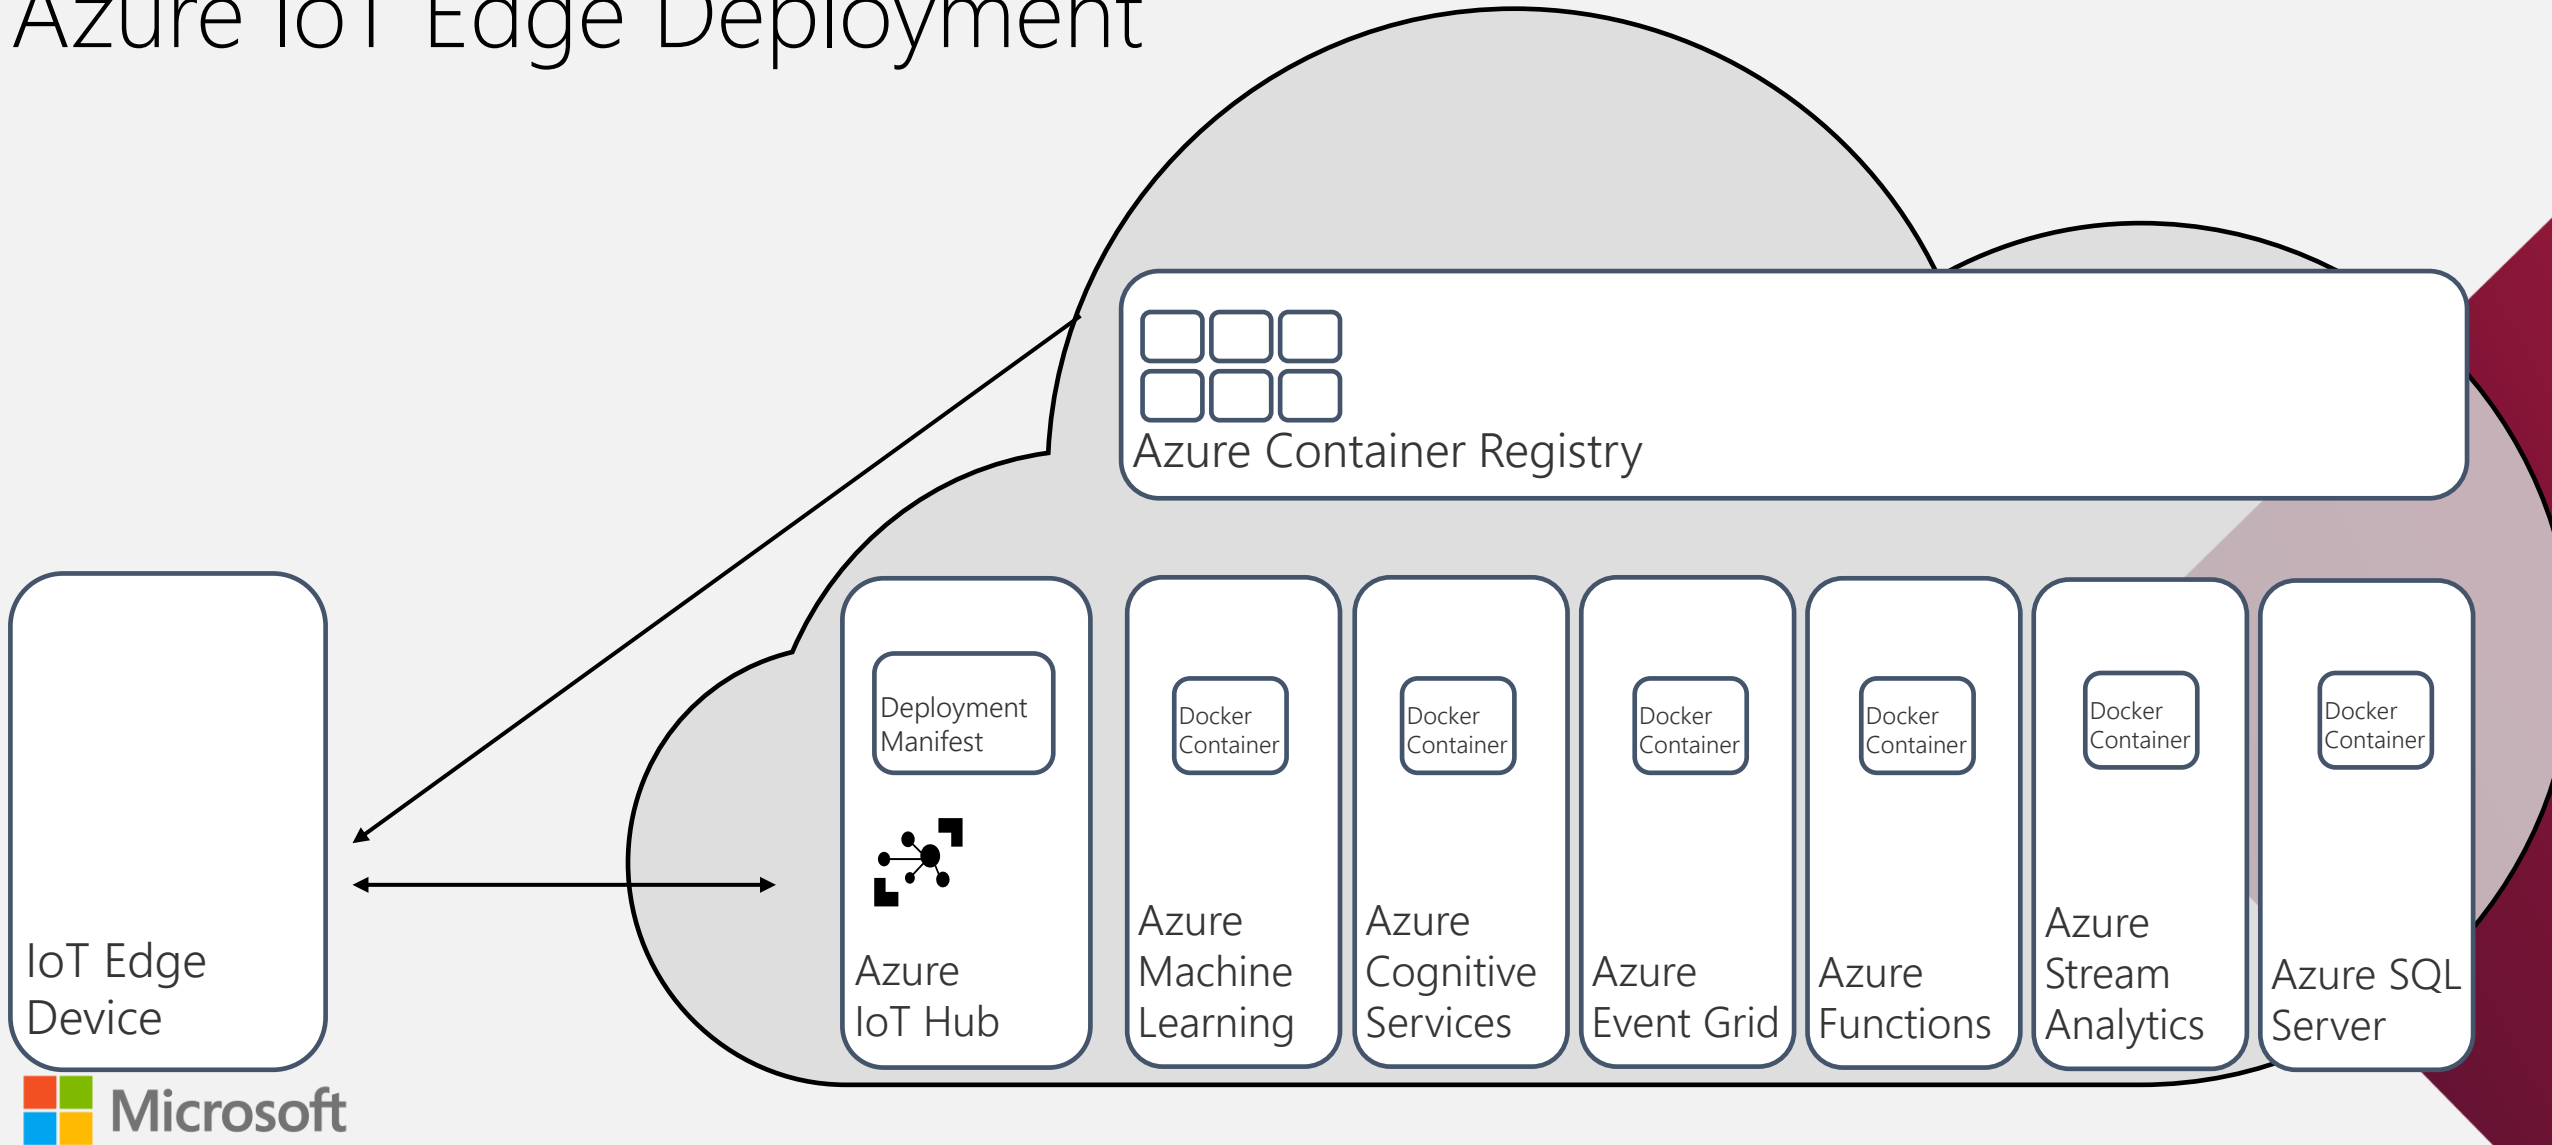 Azure IoT Edge Deployment
Azure Container Registry
IoT Edge
Device
Deployment
Manifest
Azure
IoT Hub
Docker
Container
Azure
Machine
Learning
Docker
Container
Azure
Cognitive
Services
Docker
Container
Azure
Event Grid
Docker
Container
Azure
Functions
Docker
Container
Azure
Stream
Analytics
Docker
Container
Azure SQL
Server
Microsoft